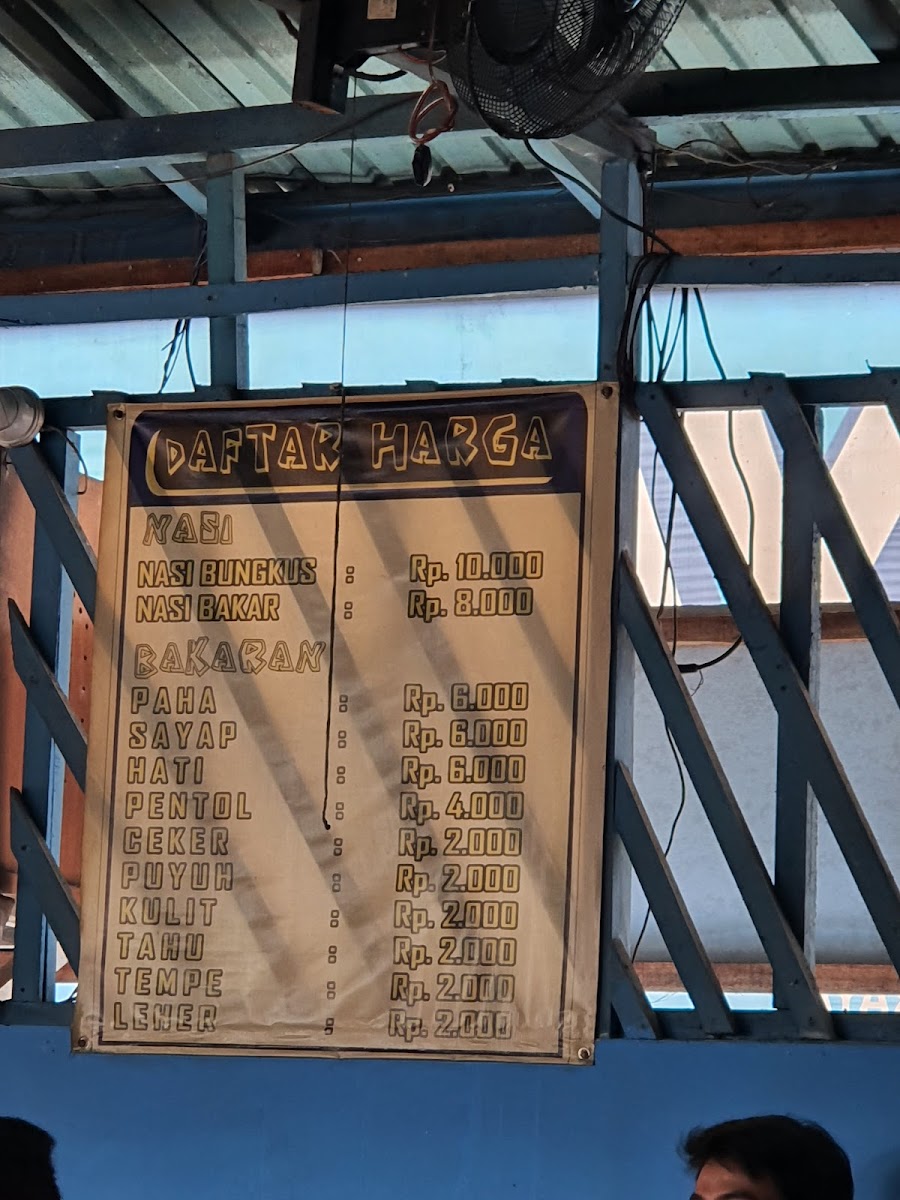 DAFTAR HARGA
NASI
NASI BUNGKUS : Rp. 10.000
NASI BAKAR : Rp. 8.000
BAKARAN
PAHA : Rp. 6.000
SAYAP : Rp. 6.000
HATI : Rp. 6.000
PENTOL : Rp. 4.000
CEKER : Rp. 2.000
PUYUH : Rp. 2.000
KULIT : Rp. 2.000
TAHU : Rp. 2.000
TEMPE : Rp. 2.000
LEHER : Rp. 2.000